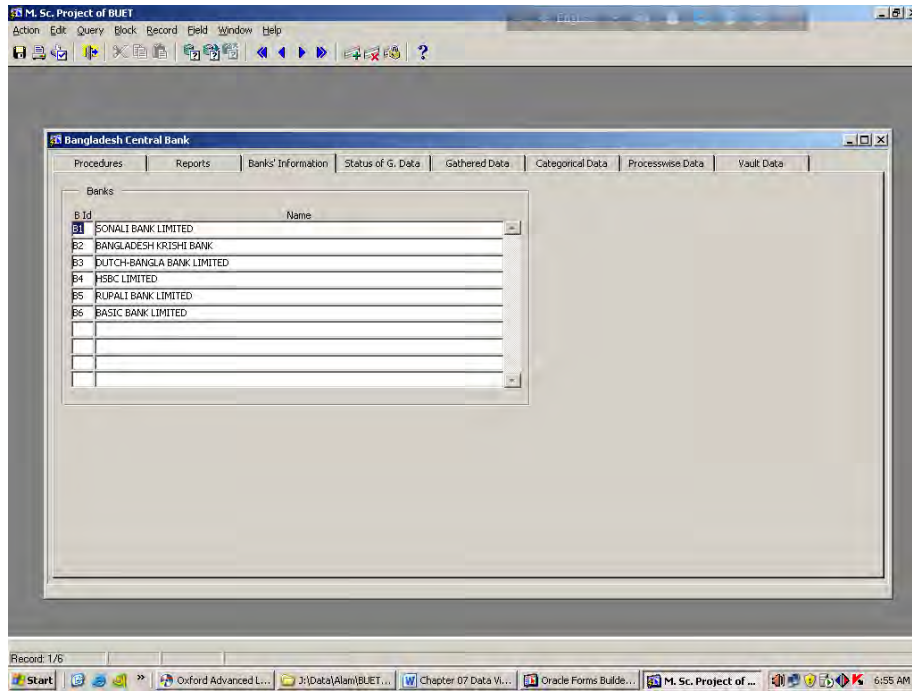 M. Sc. Project of BUET
Action Edit Query Block Record Field Window Help
Bangladesh Central Bank
Procedures Reports Banks' Information Status of G. Data Gathered Data Categorical Data Processwise Data Vault Data
Banks
B Id Name
B1 SONALI BANK LIMITED
B2 BANGLADESH KRISHI BANK
B3 DUTCH-BANGLA BANK LIMITED
B4 HSBC LIMITED
B5 RUPALI BANK LIMITED
B6 BASIC BANK LIMITED
Record: 1/6
Start » Oxford Advanced L... J:\Data\Alam\BUET... Chapter 07 Data Vi... Oracle Forms Builde... M. Sc. Project of ... 6:55 AM